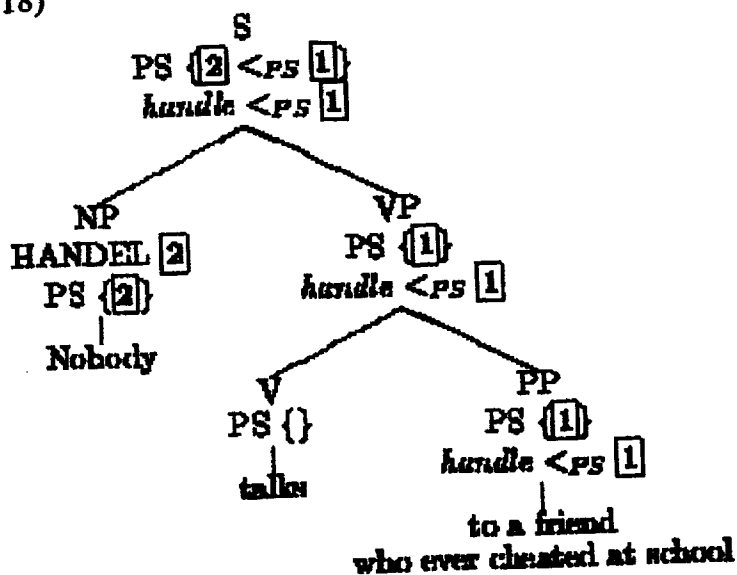 18)
S
PS {[2] <PS [1]}
handle <PS [1]
NP
HANDEL [2]
PS {[2]}
Nobody
VP
PS {[1]}
handle <PS [1]
V
PS {}
talks
PP
PS {[1]}
handle <PS [1]
to a friend
who ever cheated at school